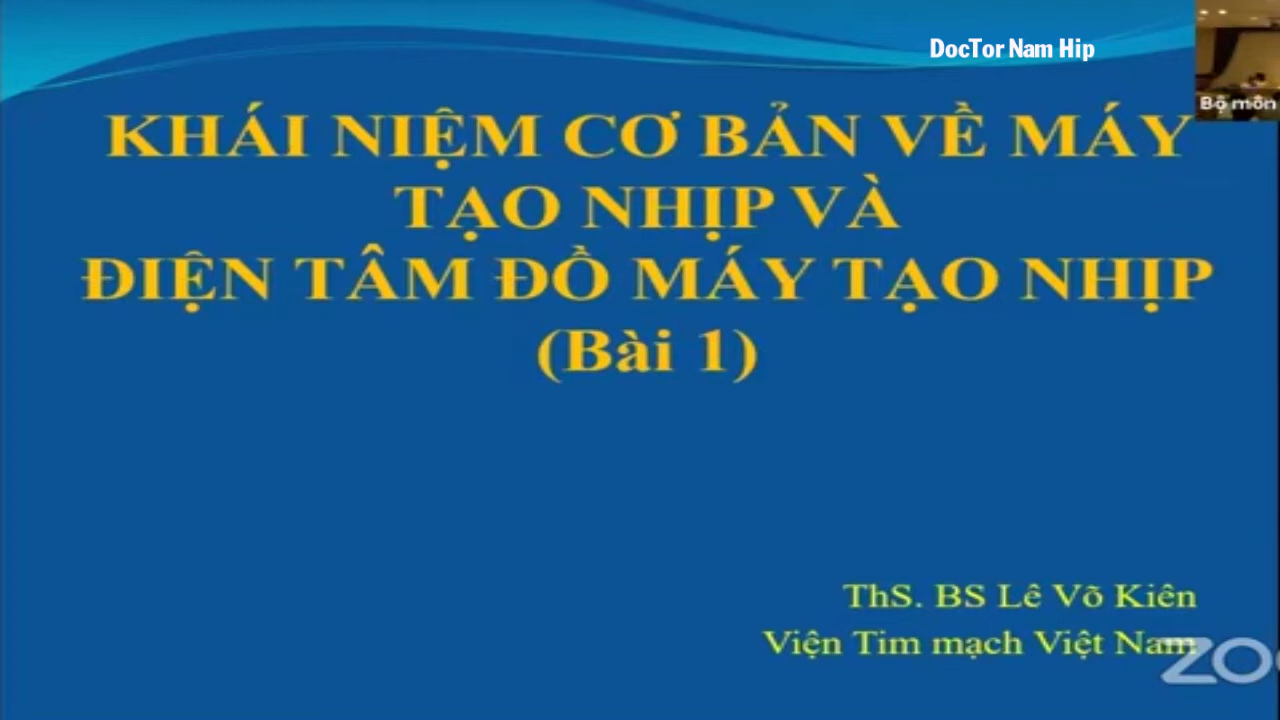 DocTor Nam Hip
Bộ môn
KHÁI NIỆM CƠ BẢN VỀ MÁY
TẠO NHỊP VÀ
ĐIỆN TÂM ĐỒ MÁY TẠO NHỊP
(Bài 1)
ThS. BS Lê Võ Kiên
Viện Tim mạch Việt Nam